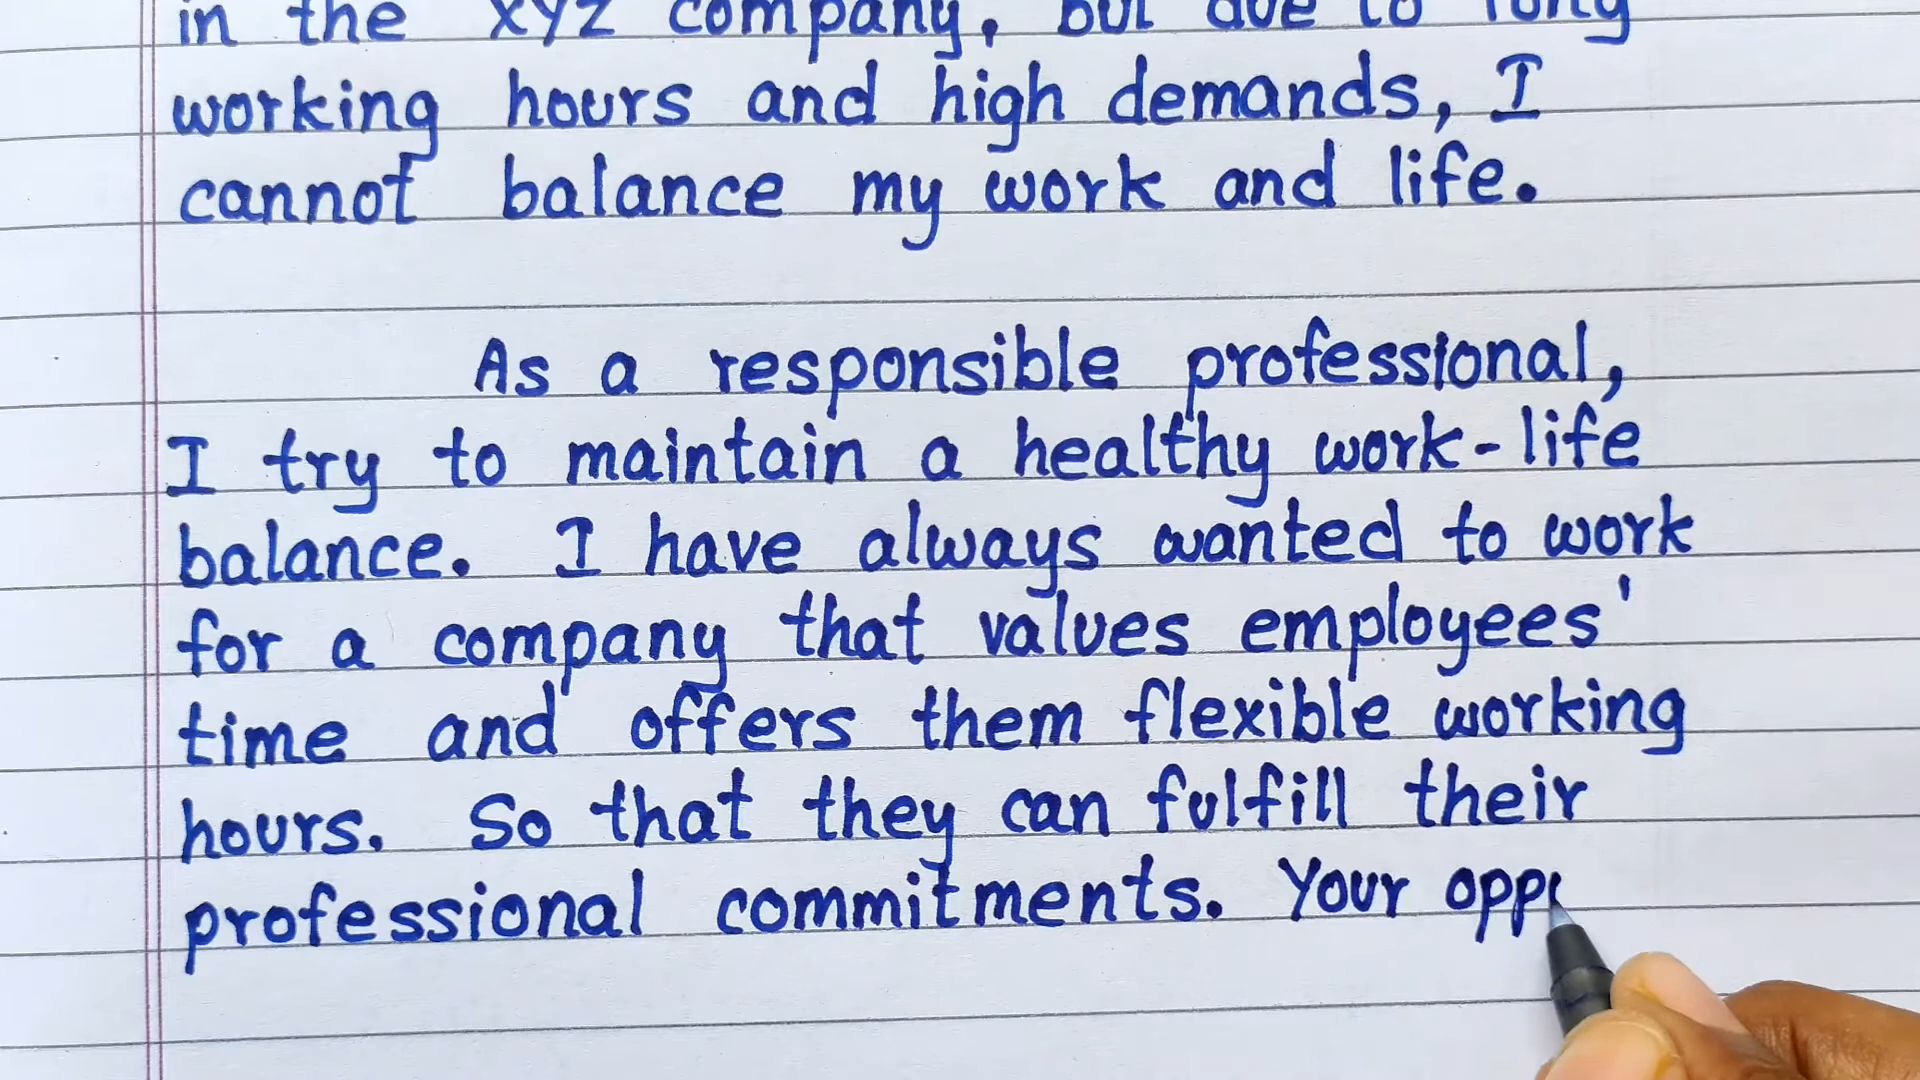 in the XYZ company, but due to long
working hours and high demands, I
cannot balance my work and life.
As a responsible professional,
I try to maintain a healthy work-life
balance. I have always wanted to work
for a company that values employees'
time and offers them flexible working
hours. So that they can fulfill their
professional commitments. Your opp